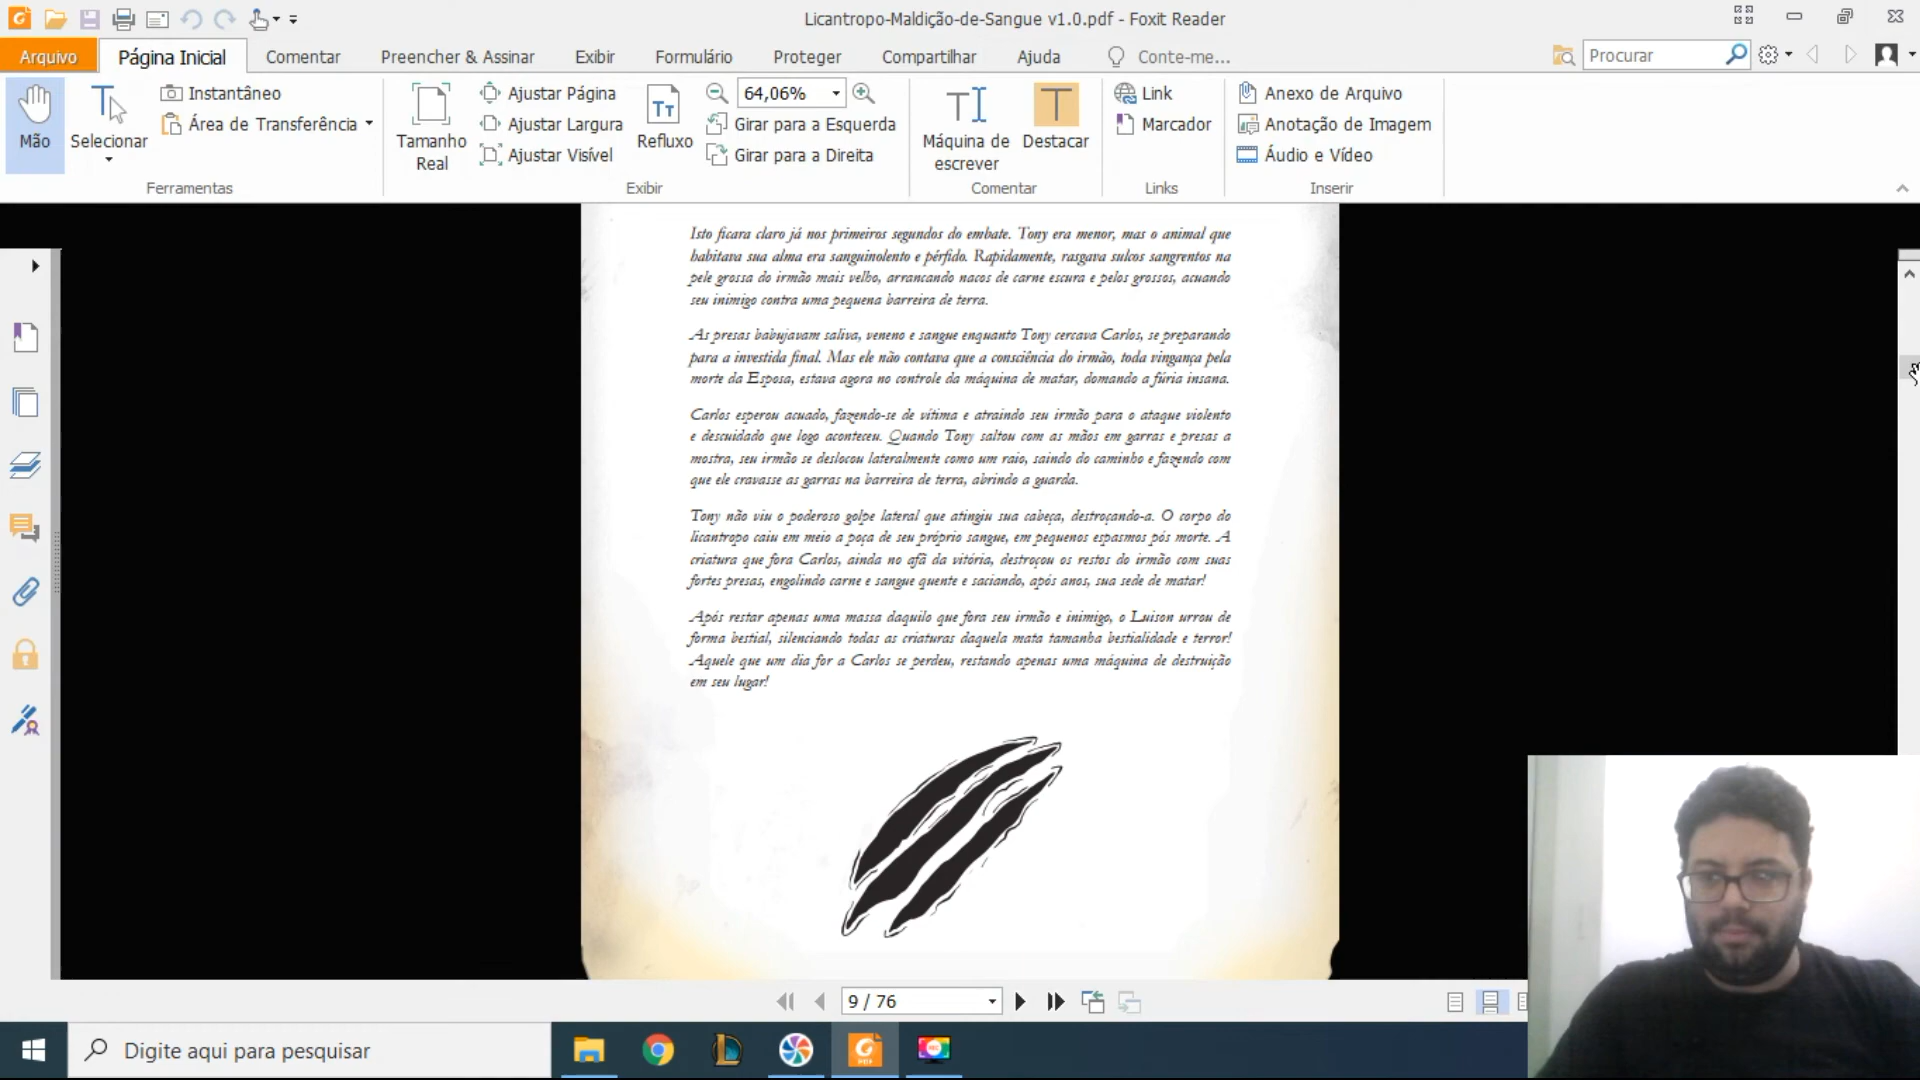 Licantropo-Maldição-de-Sangue v1.0.pdf - Foxit Reader
Arquivo
Página Inicial
Comentar
Preencher & Assinar
Exibir
Formulário
Proteger
Compartilhar
Ajuda
Conte-me...
Procurar
Mão
Selecionar
Instantâneo
Área de Transferência
Ferramentas
Tamanho
Real
Ajustar Página
Ajustar Largura
Ajustar Visível
Refluxo
64,06%
Girar para a Esquerda
Girar para a Direita
Exibir
Máquina de
escrever
Destacar
Comentar
Link
Marcador
Links
Anexo de Arquivo
Anotação de Imagem
Áudio e Vídeo
Inserir
Isto ficara claro já nos primeiros segundos do embate. Tony era menor, mas o animal que
habitava sua alma era sanguinolento e pérfido. Rapidamente, rasgava sulcos sangrentos na
pele grossa do irmão mais velho, arrancando nacos de carne escura e pelos grossos, acuando
seu inimigo contra uma pequena barreira de terra.
As presas babujavam saliva, veneno e sangue enquanto Tony cercava Carlos, se preparando
para a investida final. Mas ele não contava que a consciência do irmão, toda vingança pela
morte da Esposa, estava agora no controle da máquina de matar, domando a fúria insana.
Carlos esperou acuado, fazendo-se de vítima e atraindo seu irmão para o ataque violento
e descuidado que logo aconteceu. Quando Tony saltou com as mãos em garras e presas a
mostra, seu irmão se deslocou lateralmente como um raio, saindo do caminho e fazendo com
que ele cravasse as garras na barreira de terra, abrindo a guarda.
Tony não viu o poderoso golpe lateral que atingiu sua cabeça, destroçando-a. O corpo do
licantropo caiu em meio a poça de seu próprio sangue, em pequenos espasmos pós morte. A
criatura que fora Carlos, ainda no afã da vitória, destroçou os restos do irmão com suas
fortes presas, engolindo carne e sangue quente e saciando, após anos, sua sede de matar!
Após restar apenas uma massa daquilo que fora seu irmão e inimigo, o Luison urrou de
forma bestial, silenciando todas as criaturas daquela mata tamanha bestialidade e terror!
Aquele que um dia for a Carlos se perdeu, restando apenas uma máquina de destruição
em seu lugar!
9 / 76
Digite aqui para pesquisar